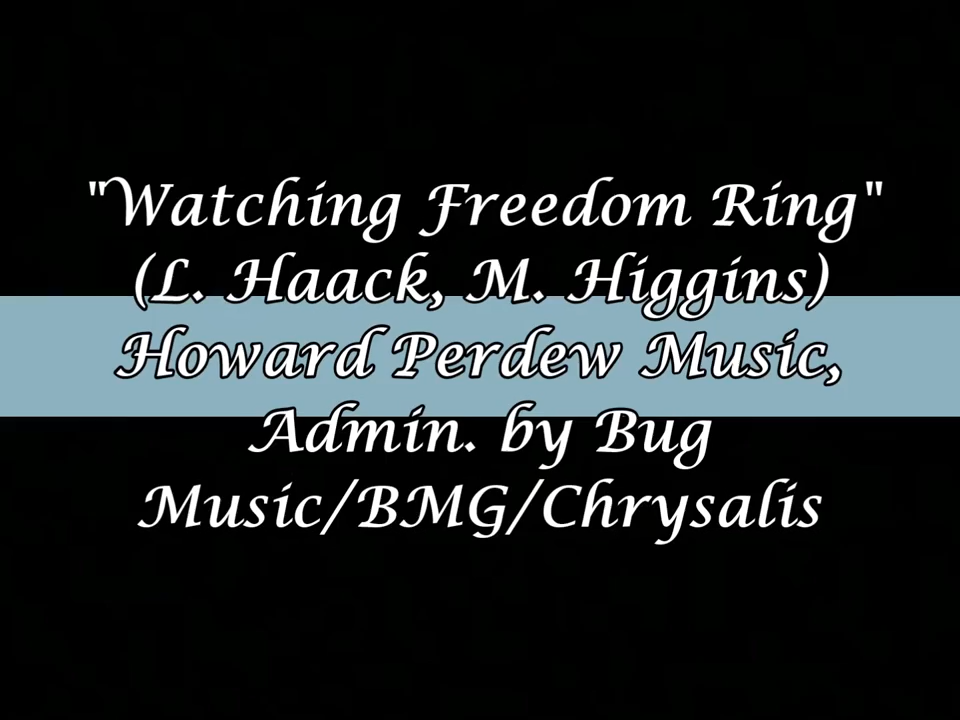 "Watching Freedom Ring"
(L. Haack, M. Higgins)
Howard Perdew Music,
Admin. by Bug
Music/BMG/Chrysalis